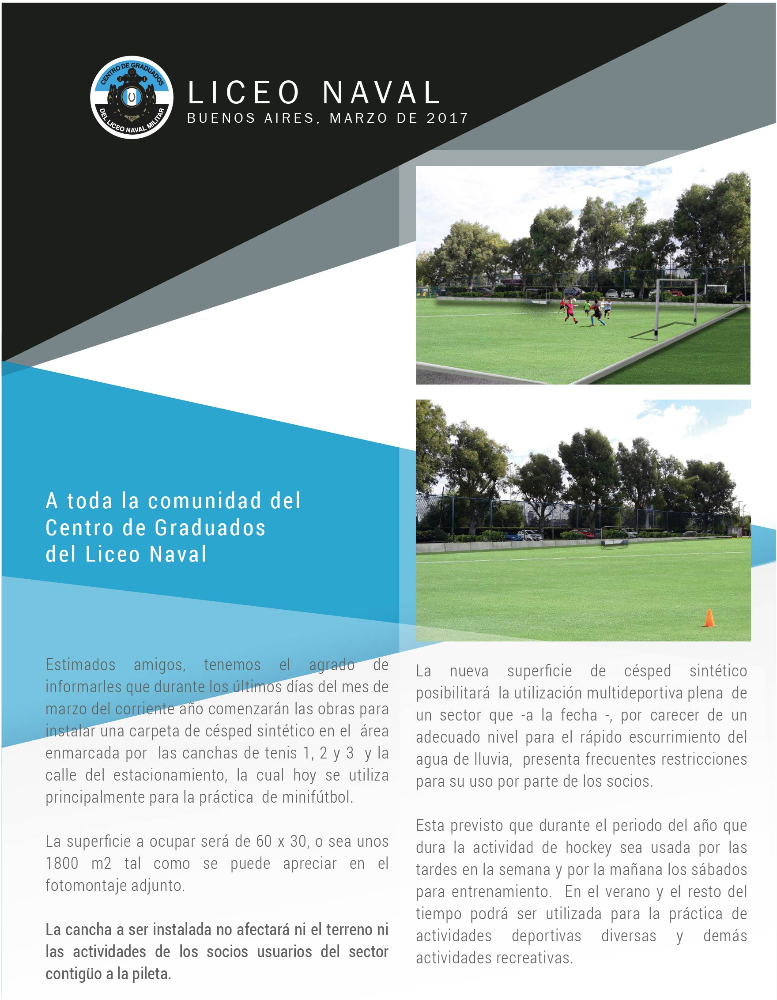 CENTRO DE GRADUADOS
DEL LICEO NAVAL MILITAR
1953
LICEO NAVAL
BUENOS AIRES, MARZO DE 2017
A toda la comunidad del
Centro de Graduados
del Liceo Naval
Estimados amigos, tenemos el agrado de
informarles que durante los últimos días del mes de
marzo del corriente año comenzarán las obras para
instalar una carpeta de césped sintético en el área
enmarcada por las canchas de tenis 1, 2 y 3 y la
calle del estacionamiento, la cual hoy se utiliza
principalmente para la práctica de minifútbol.
La superficie a ocupar será de 60 x 30, o sea unos
1800 m2 tal como se puede apreciar en el
fotomontaje adjunto.
La cancha a ser instalada no afectará ni el terreno ni
las actividades de los socios usuarios del sector
contigüo a la pileta.
La nueva superficie de césped sintético
posibilitará la utilización multideportiva plena de
un sector que -a la fecha -, por carecer de un
adecuado nivel para el rápido escurrimiento del
agua de lluvia, presenta frecuentes restricciones
para su uso por parte de los socios.
Esta previsto que durante el periodo del año que
dura la actividad de hockey sea usada por las
tardes en la semana y por la mañana los sábados
para entrenamiento. En el verano y el resto del
tiempo podrá ser utilizada para la práctica de
actividades deportivas diversas y demás
actividades recreativas.